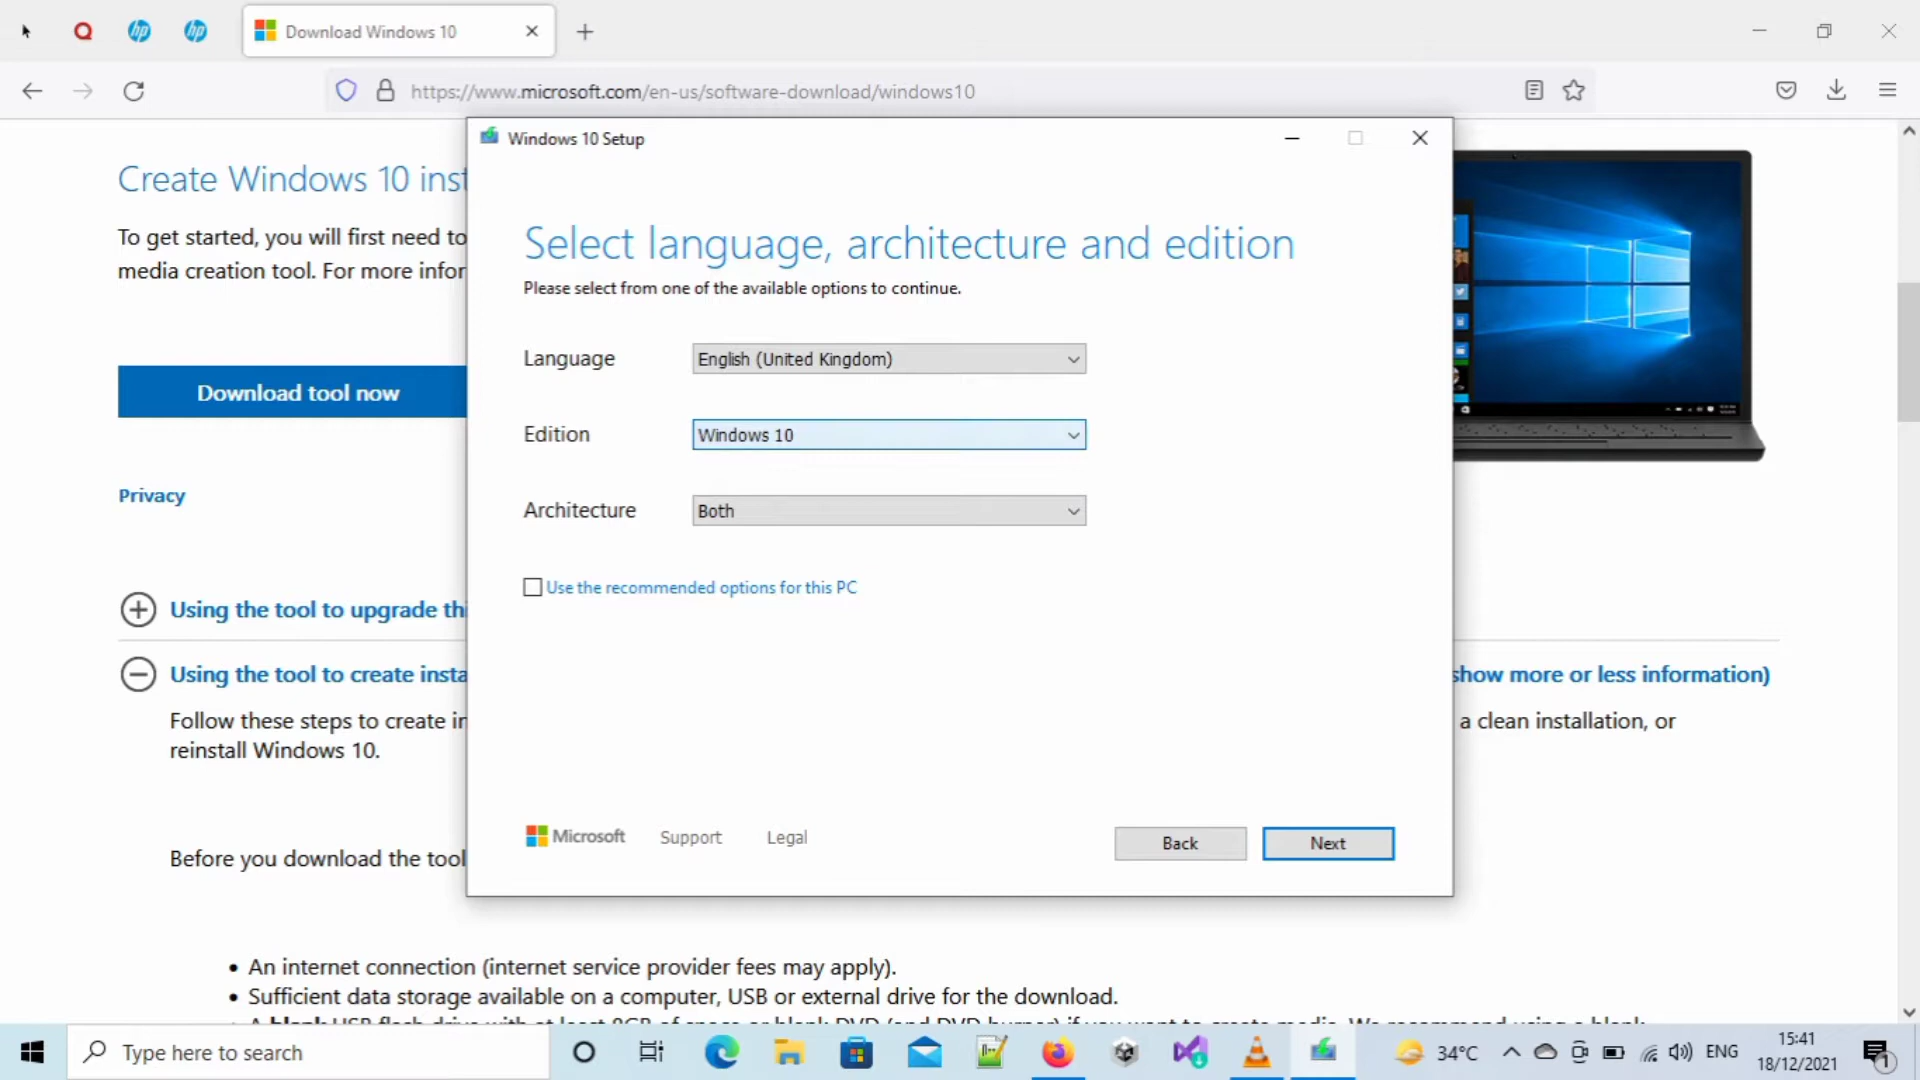 Download Windows 10
https://www.microsoft.com/en-us/software-download/windows10
Windows 10 Setup
Create Windows 10 inst
To get started, you will first need to
media creation tool. For more infor
Download tool now
Privacy
Select language, architecture and edition
Please select from one of the available options to continue.
Language
English (United Kingdom)
Edition
Windows 10
Architecture
Both
Use the recommended options for this PC
Using the tool to upgrade thi
Using the tool to create insta
show more or less information)
Follow these steps to create in
a clean installation, or
reinstall Windows 10.
Microsoft
Support
Legal
Back
Next
Before you download the tool
• An internet connection (internet service provider fees may apply).
• Sufficient data storage available on a computer, USB or external drive for the download.
Type here to search
34°C
ENG
15:41
18/12/2021
1